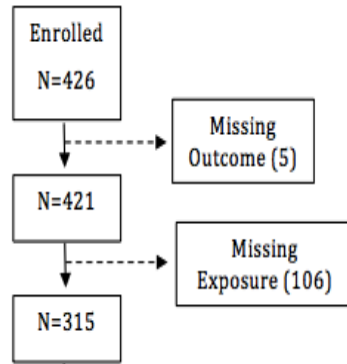 Enrolled
N=426
Missing
Outcome (5)
N=421
Missing
Exposure (106)
N=315